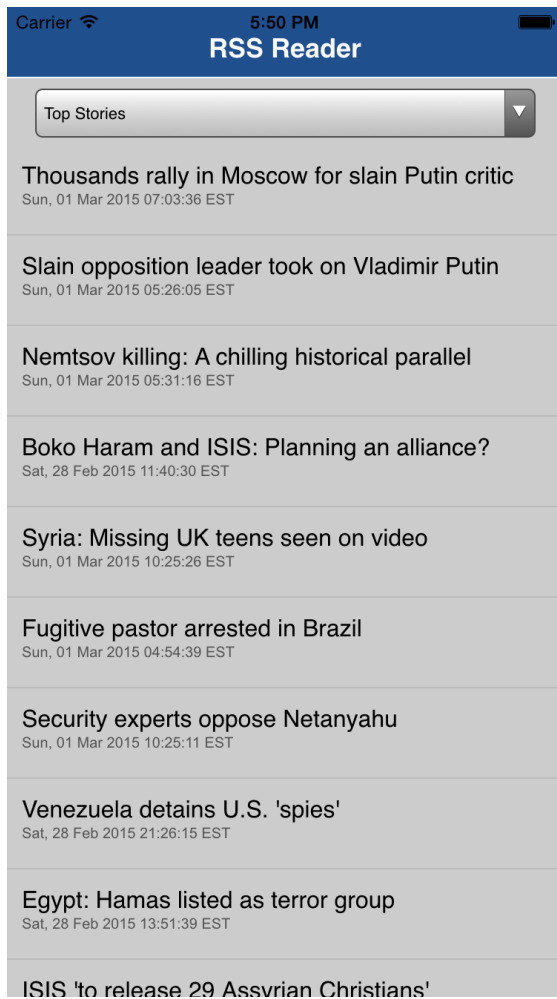 Carrier 5:50 PM
RSS Reader
Top Stories
Thousands rally in Moscow for slain Putin critic
Sun, 01 Mar 2015 07:03:36 EST
Slain opposition leader took on Vladimir Putin
Sun, 01 Mar 2015 05:26:05 EST
Nemtsov killing: A chilling historical parallel
Sun, 01 Mar 2015 05:31:16 EST
Boko Haram and ISIS: Planning an alliance?
Sat, 28 Feb 2015 11:40:30 EST
Syria: Missing UK teens seen on video
Sun, 01 Mar 2015 10:25:26 EST
Fugitive pastor arrested in Brazil
Sun, 01 Mar 2015 04:54:39 EST
Security experts oppose Netanyahu
Sun, 01 Mar 2015 10:25:11 EST
Venezuela detains U.S. 'spies'
Sat, 28 Feb 2015 21:26:15 EST
Egypt: Hamas listed as terror group
Sat, 28 Feb 2015 13:51:39 EST
ISIS 'to release 29 Assyrian Christians'